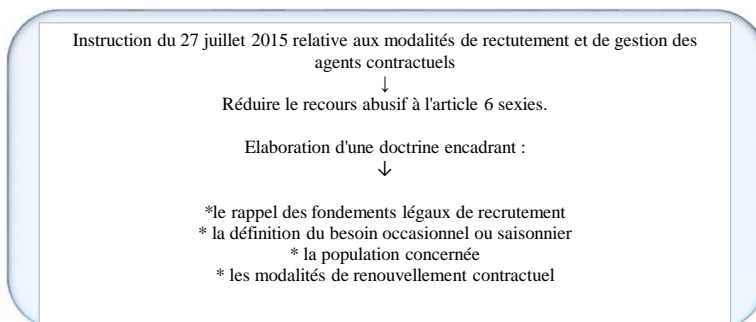 Instruction du 27 juillet 2015 relative aux modalités de rectutement et de gestion des
agents contractuels
↓
Réduire le recours abusif à l'article 6 sexies.
Elaboration d'une doctrine encadrant :
↓
*le rappel des fondements légaux de recrutement
* la définition du besoin occasionnel ou saisonnier
* la population concernée
* les modalités de renouvellement contractuel